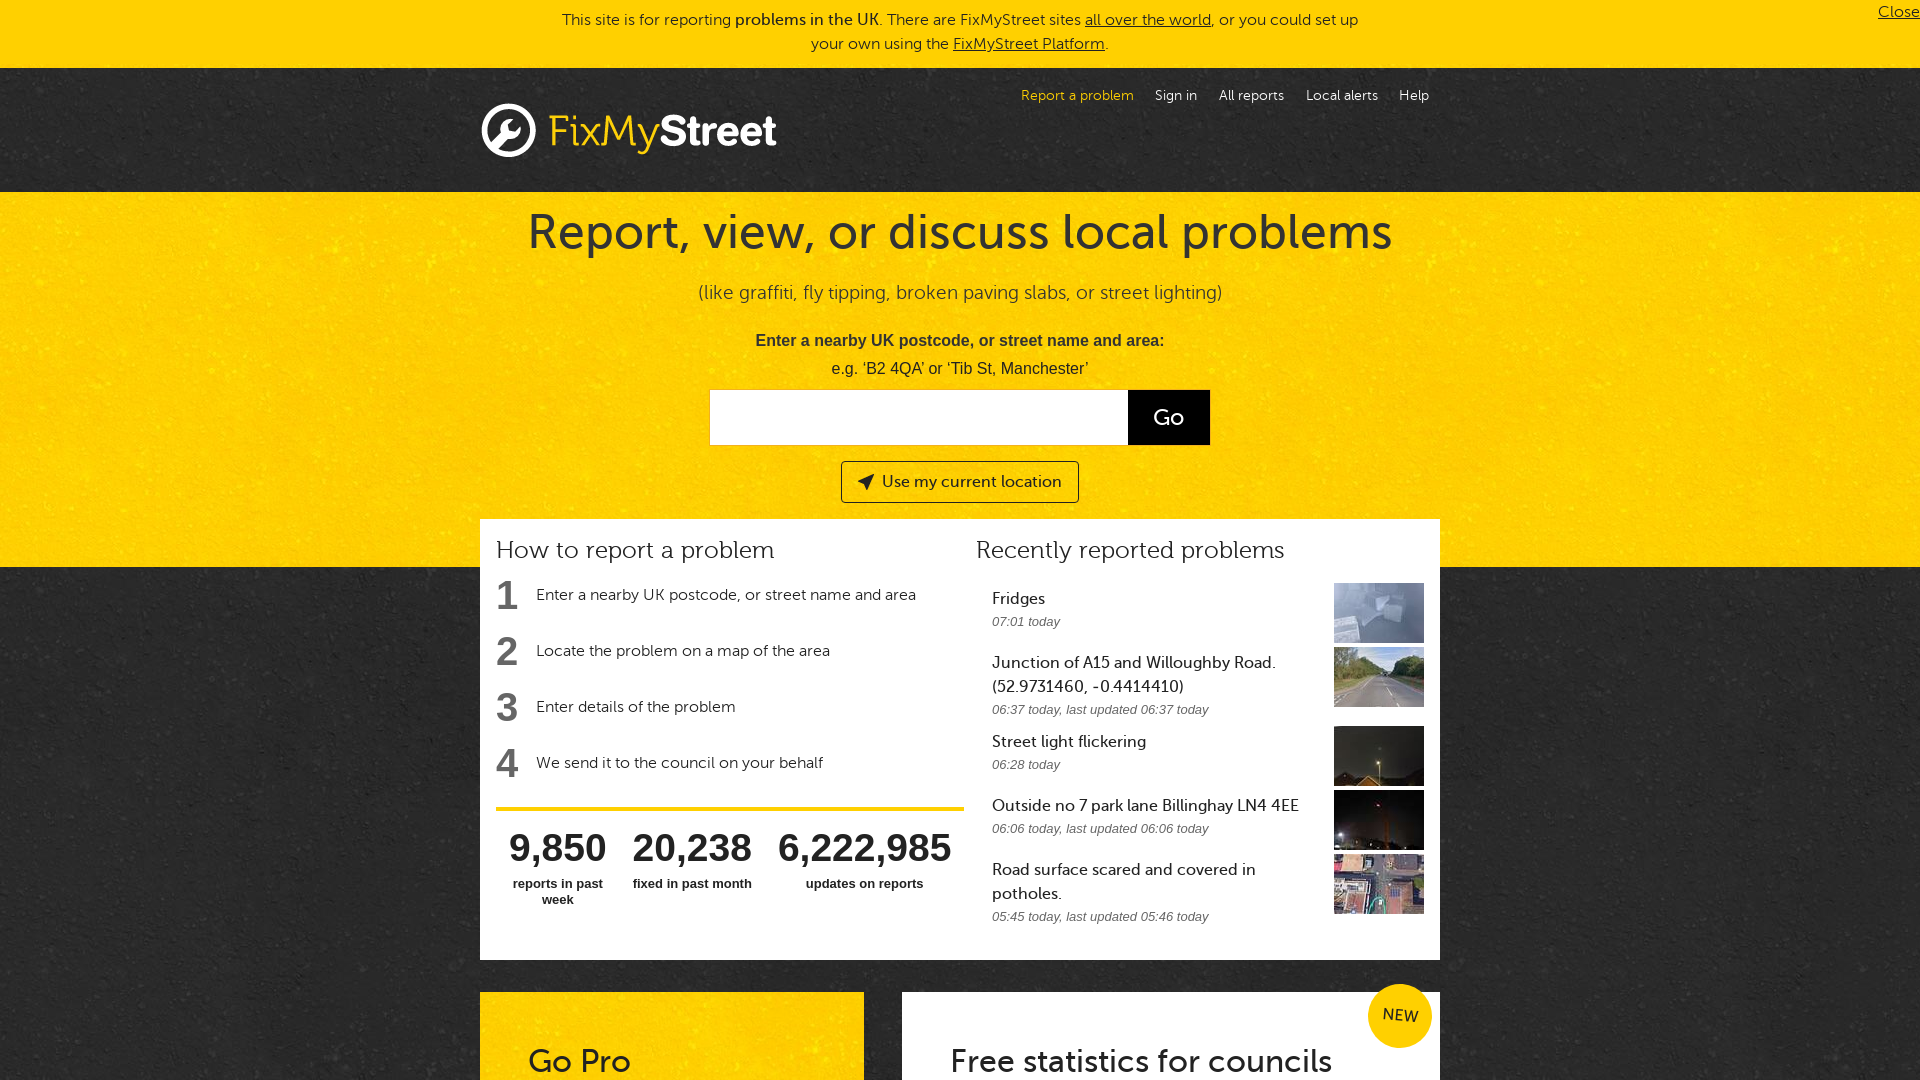 This site is for reporting problems in the UK. There are FixMyStreet sites all over the world, or you could set up
your own using the FixMyStreet Platform.
Close
Report a problem
Sign in
All reports
Local alerts
Help
FixMyStreet
Report, view, or discuss local problems
(like graffiti, fly tipping, broken paving slabs, or street lighting)
Enter a nearby UK postcode, or street name and area:
e.g. ‘B2 4QA’ or ‘Tib St, Manchester’
Go
Use my current location
How to report a problem
1 Enter a nearby UK postcode, or street name and area
2 Locate the problem on a map of the area
3 Enter details of the problem
4 We send it to the council on your behalf
9,850
reports in past
week
20,238
fixed in past month
6,222,985
updates on reports
Recently reported problems
Fridges
07:01 today
Junction of A15 and Willoughby Road.
(52.9731460, -0.4414410)
06:37 today, last updated 06:37 today
Street light flickering
06:28 today
Outside no 7 park lane Billinghay LN4 4EE
06:06 today, last updated 06:06 today
Road surface scared and covered in
potholes.
05:45 today, last updated 05:46 today
Go Pro
NEW
Free statistics for councils